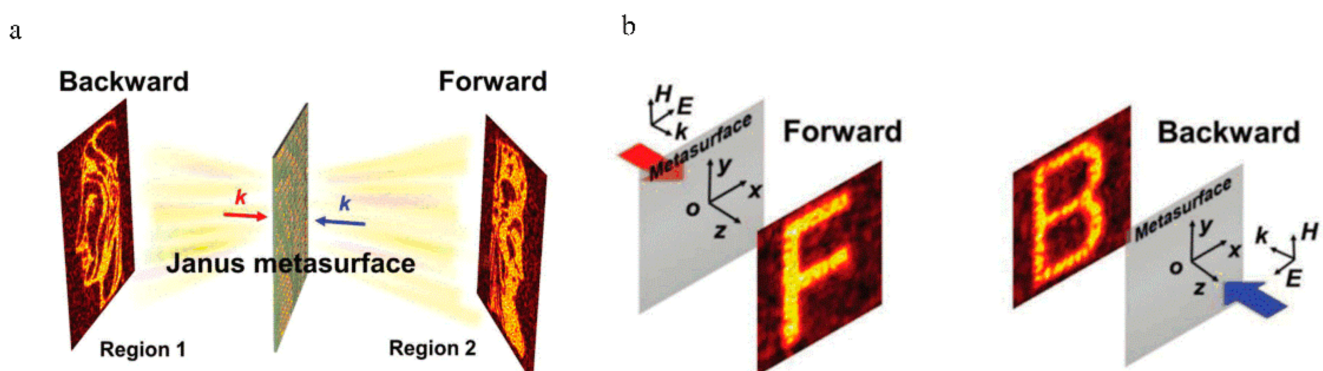 a
Backward
Forward
k
k
Janus metasurface
Region 1
Region 2
b
H
E
k
Metasurface
Forward
y
x
o
z
B
Backward
Metasurface
y
x
o
z
k
H
E
F